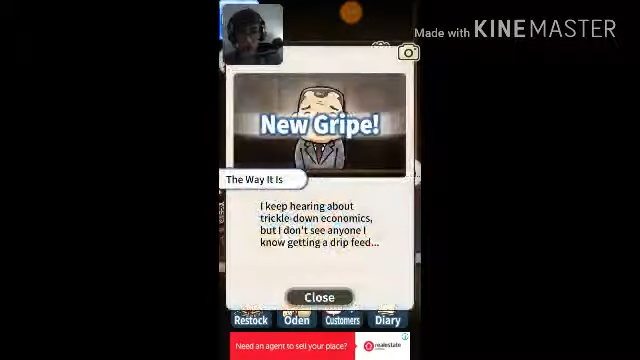 Made with KINEMASTER
New Gripe!
The Way It Is
I keep hearing about
trickle-down economics,
but I don't see anyone I
know getting a drip feed...
Close
Restock Oden Customers Diary
Need an agent to sell your place?
realestate